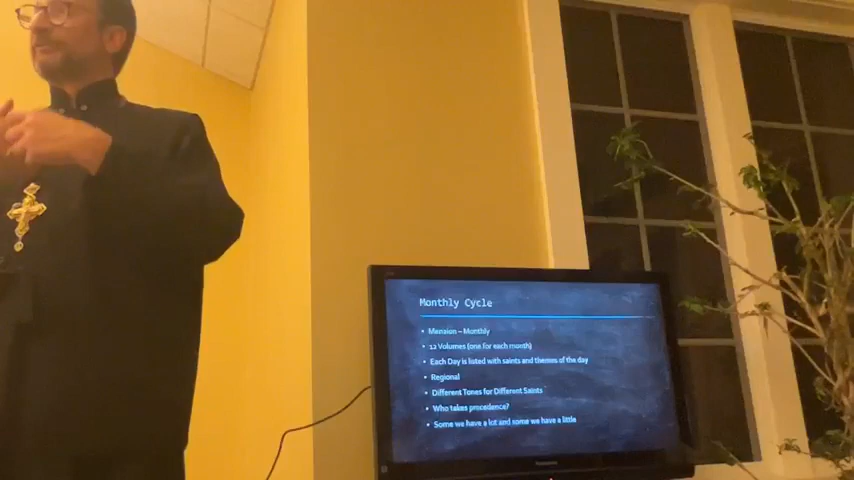 Monthly Cycle
• Menaion – Monthly
• 12 Volumes (one for each month)
• Each Day is listed with saints and themes of the day
• Regional
• Different Tones for Different Saints
• Who takes precedence?
• Some we have a lot and some we have a little
Panasonic